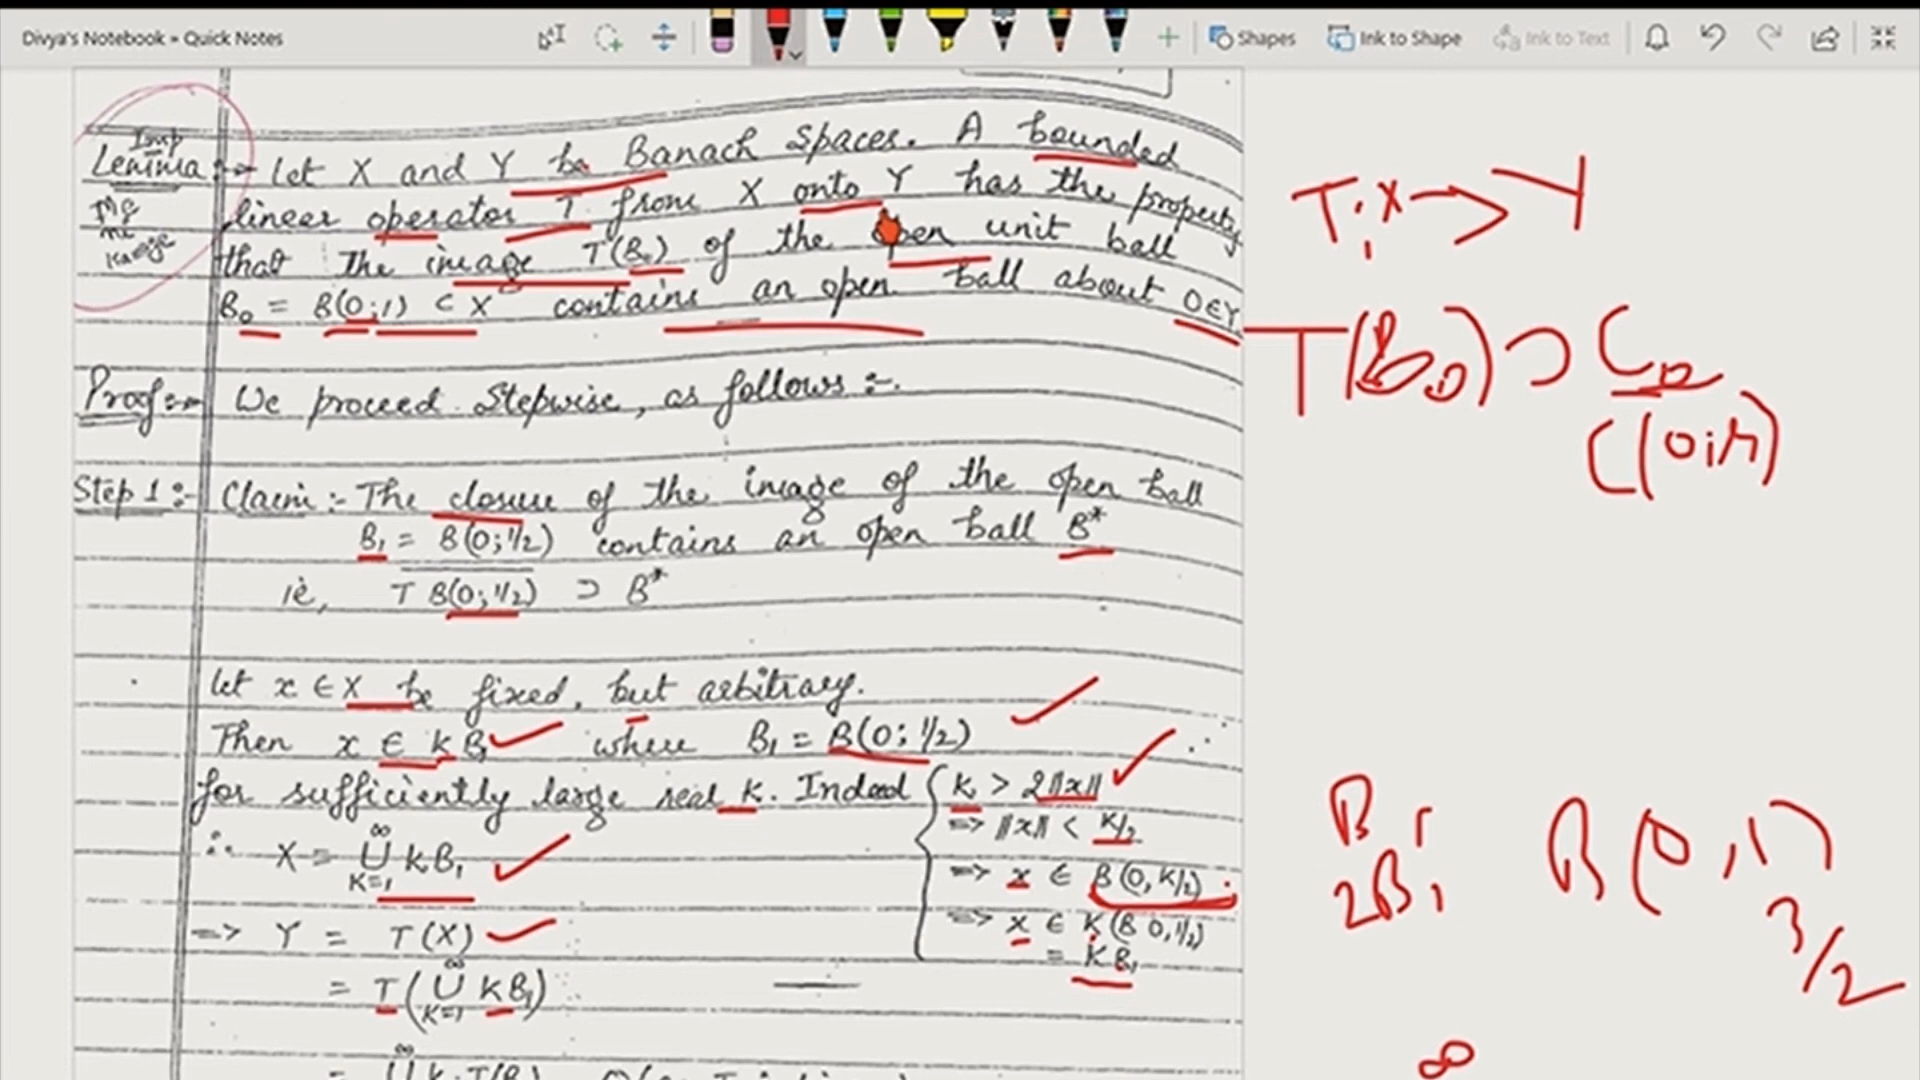 Divya's Notebook » Quick Notes
Shapes
Ink to Shape
Ink to Text
Imp
Lemma :→ Let X and Y be Banach Spaces. A bounded
linear operator T from X onto Y has the property
that the image T(B₀) of the open unit ball
B₀ = B(0;1) ⊂ X contains an open ball about 0∈Y.
Proof:→ We proceed Stepwise, as follows :-.
Step 1:- Claim:- The closure of the image of the open ball
B₁ = B(0;1/2) contains an open ball B*
ie, T B(0;1/2) ⊃ B*
Let x ∈ X be fixed, but arbitrary.
Then x ∈ k B₁ where B₁ = B(0; 1/2)
for sufficiently large real k. Indeed
k > 2||x||
=> ||x|| < k/2
=> x ∈ B(0, k/2)
=> x ∈ k(B 0,1/2)
= k B₁
∴ X = ∞∪K=1 k B₁
=> Y = T(X)
= T(∞∪K=1 k B₁)
T: X → Y
T(B₀) ⊃
C(0;r)
B₁
2B₁
B(0,1)
3/2
∞